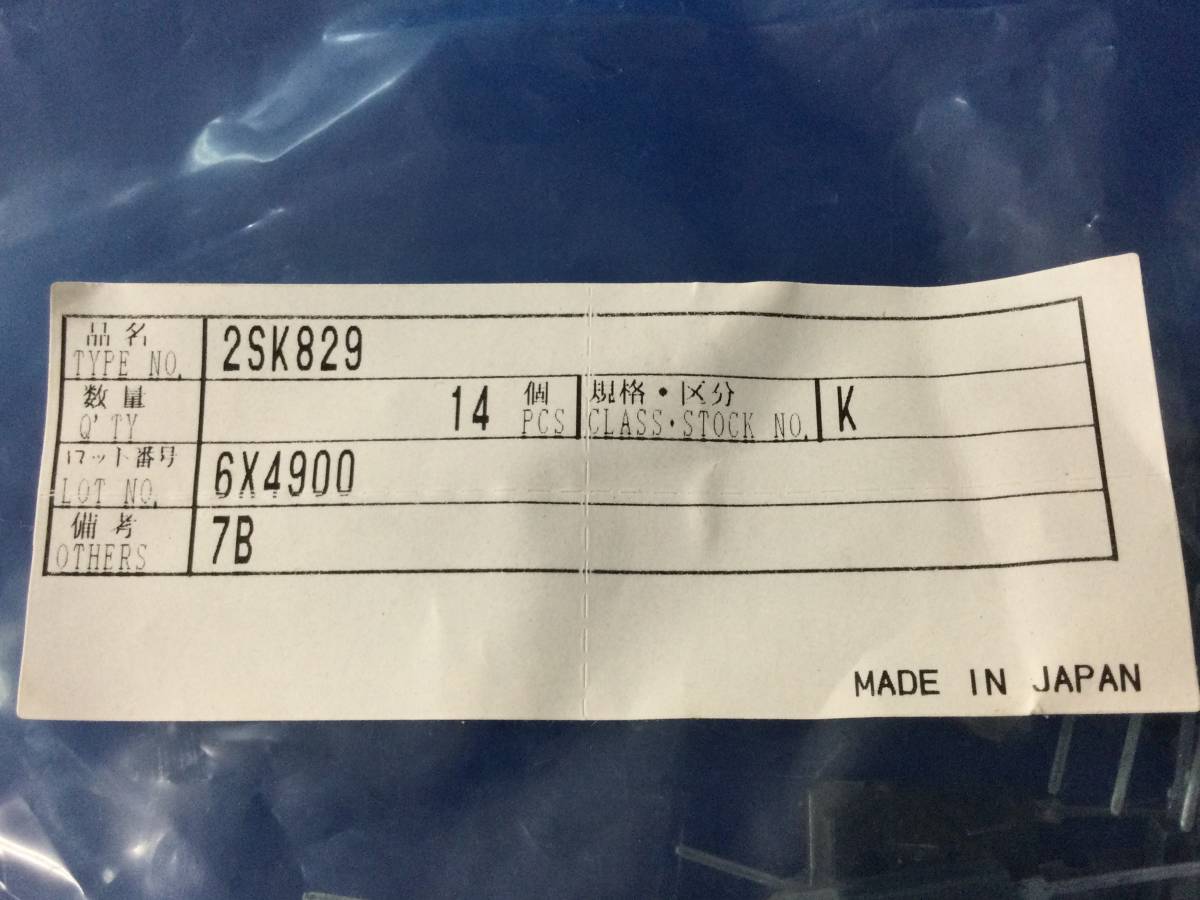 品名 2SK829
TYPE NO.
数量 14 個 規格・区分 K
Q'TY PCS CLASS・STOCK NO.
ロット番号 6X4900
LOT NO.
備考 7B
OTHERS
MADE IN JAPAN